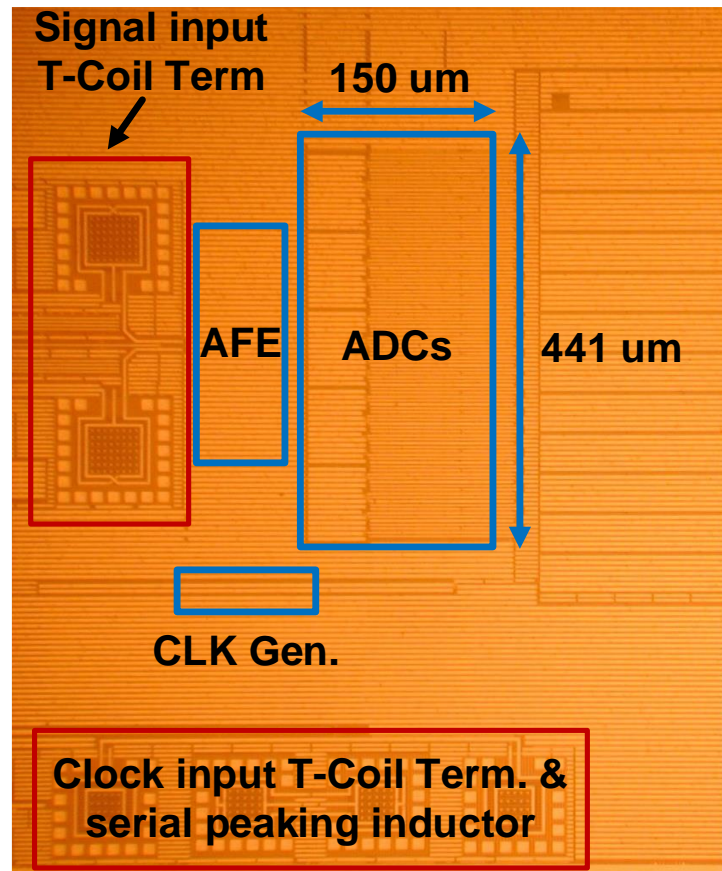 Signal input
T-Coil Term
150 um
AFE
ADCs
441 um
CLK Gen.
Clock input T-Coil Term. &
serial peaking inductor